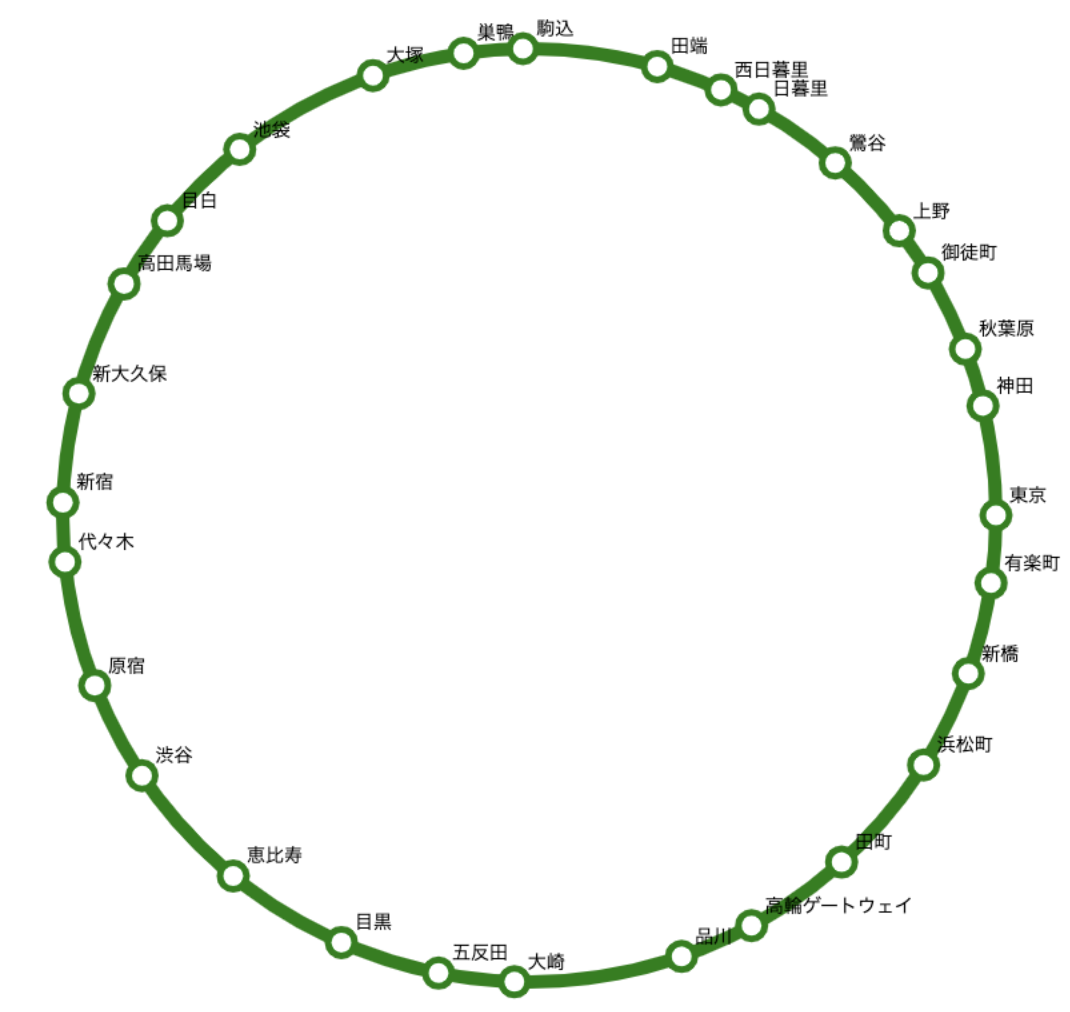 巣鴨
駒込
大塚
田端
西日暮里
日暮里
池袋
鶯谷
目白
上野
御徒町
高田馬場
秋葉原
新大久保
神田
新宿
東京
代々木
有楽町
新橋
原宿
浜松町
渋谷
田町
恵比寿
高輪ゲートウェイ
目黒
品川
五反田
大崎